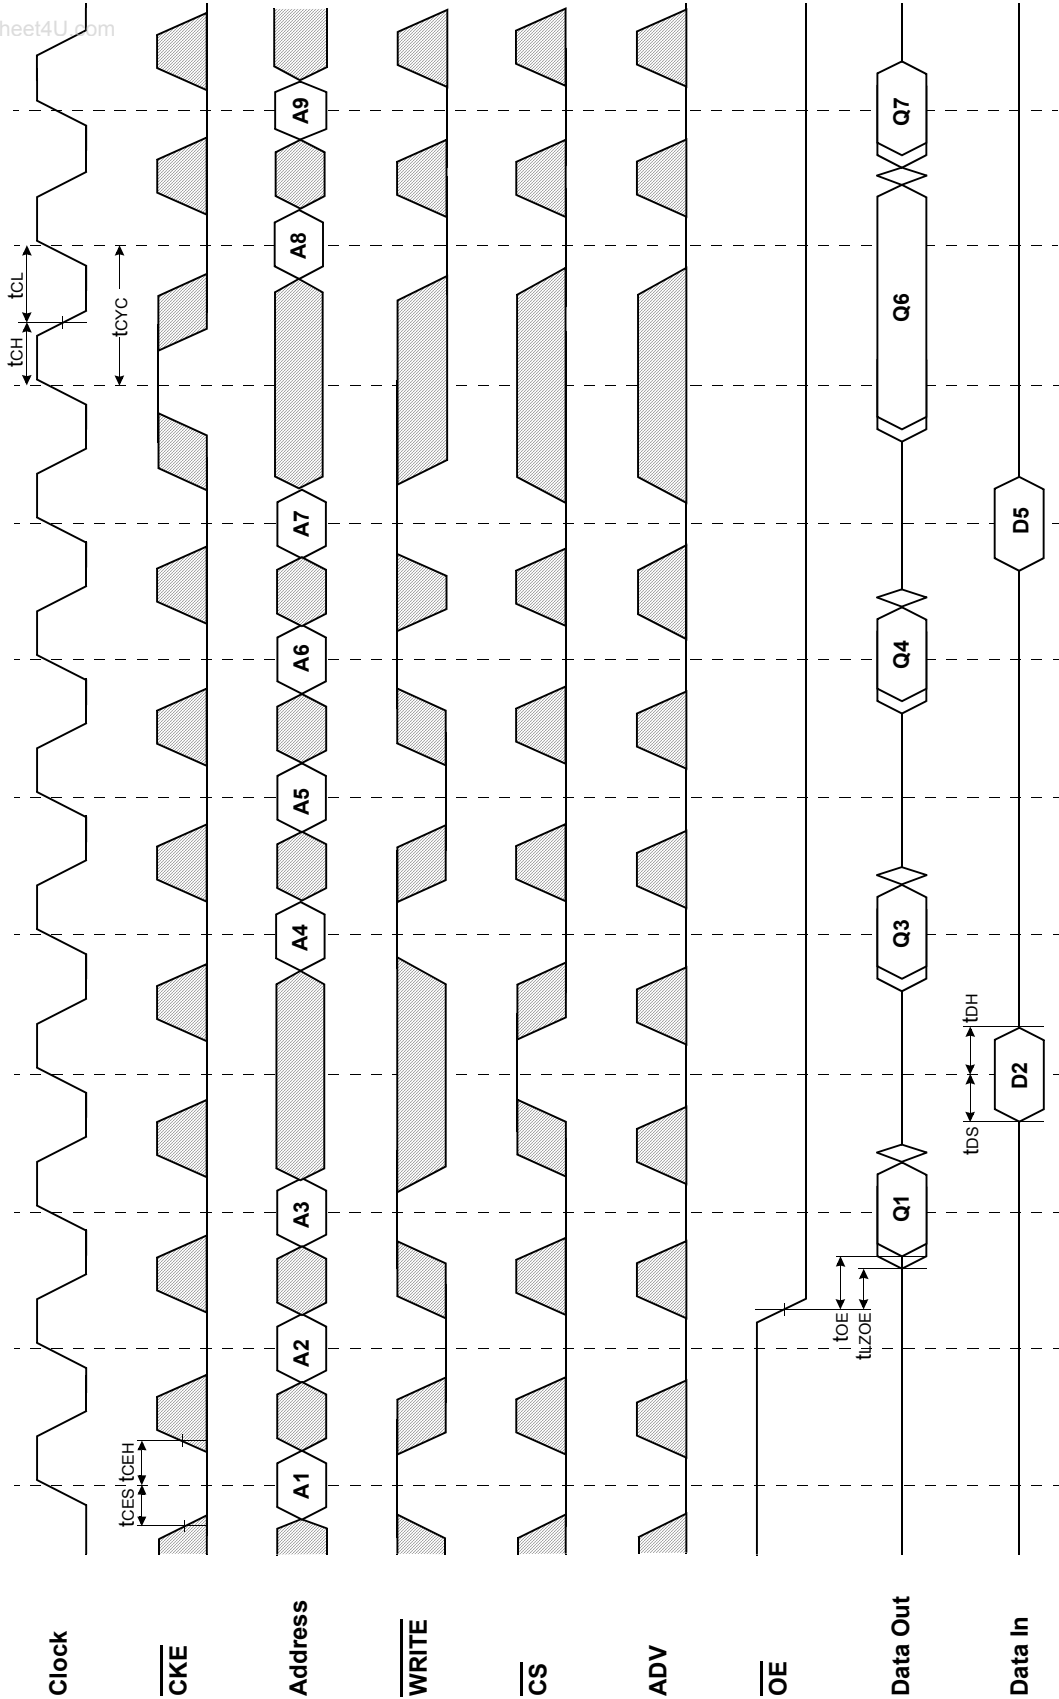 heet4U.com
Clock
tCH
tCL
tCES
tCEH
tCYC
CKE
Address
A1
A2
A3
A4
A5
A6
A7
A8
A9
WRITE
CS
ADV
OE
tOE
tLZOE
Data Out
Q1
Q3
Q4
Q6
Q7
tDS
tDH
Data In
D2
D5